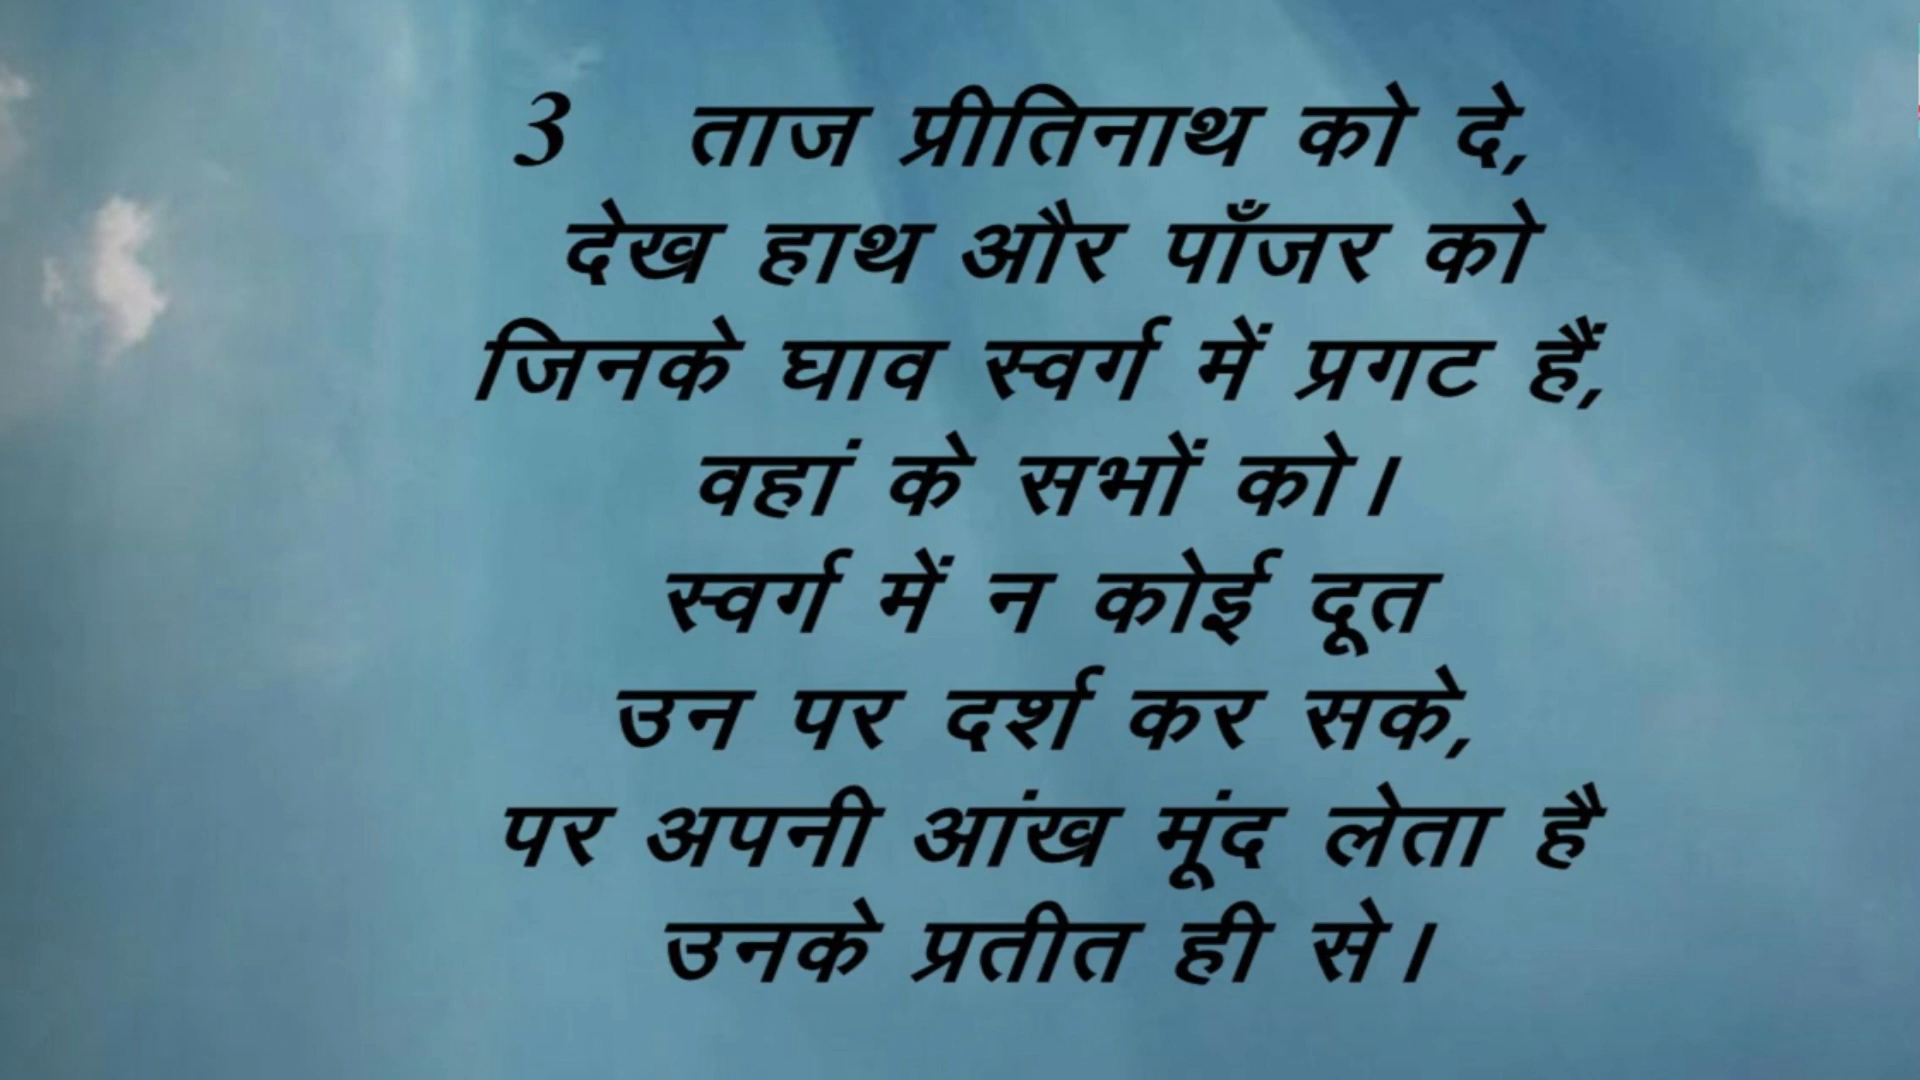 3 ताज प्रीतिनाथ को दे,
देख हाथ और पाँजर को
जिनके घाव स्वर्ग में प्रगट हैं,
वहां के सभों को।
स्वर्ग में न कोई दूत
उन पर दर्श कर सके,
पर अपनी आंख मूंद लेता है
उनके प्रतीत ही से।